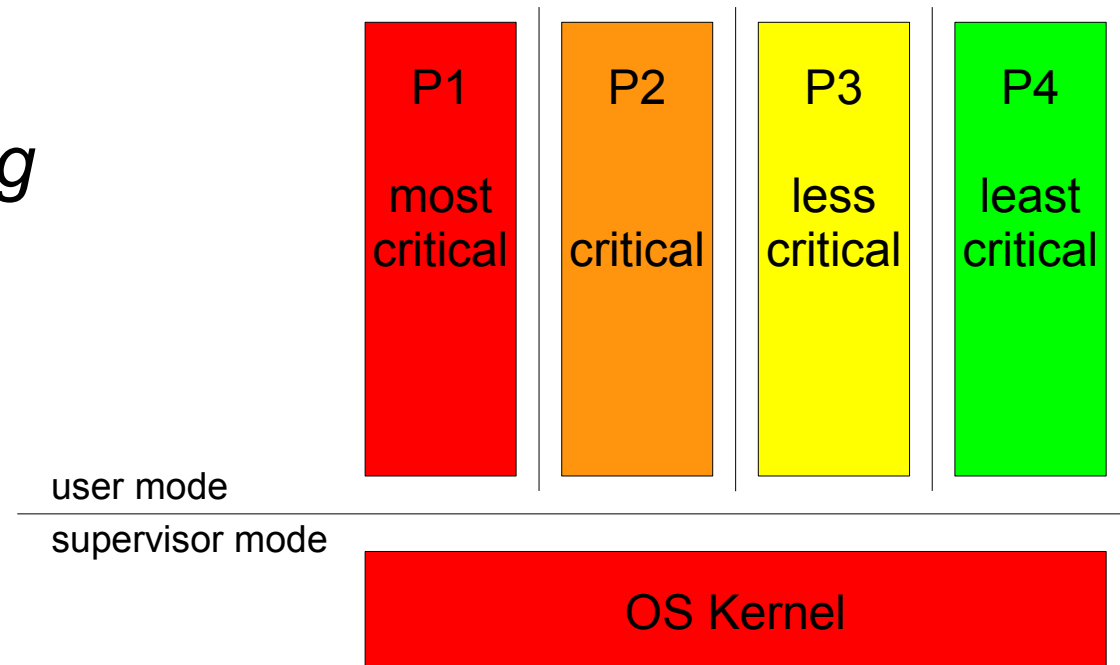 g
P1
most
critical
P2
critical
P3
less
critical
P4
least
critical
user mode
supervisor mode
OS Kernel